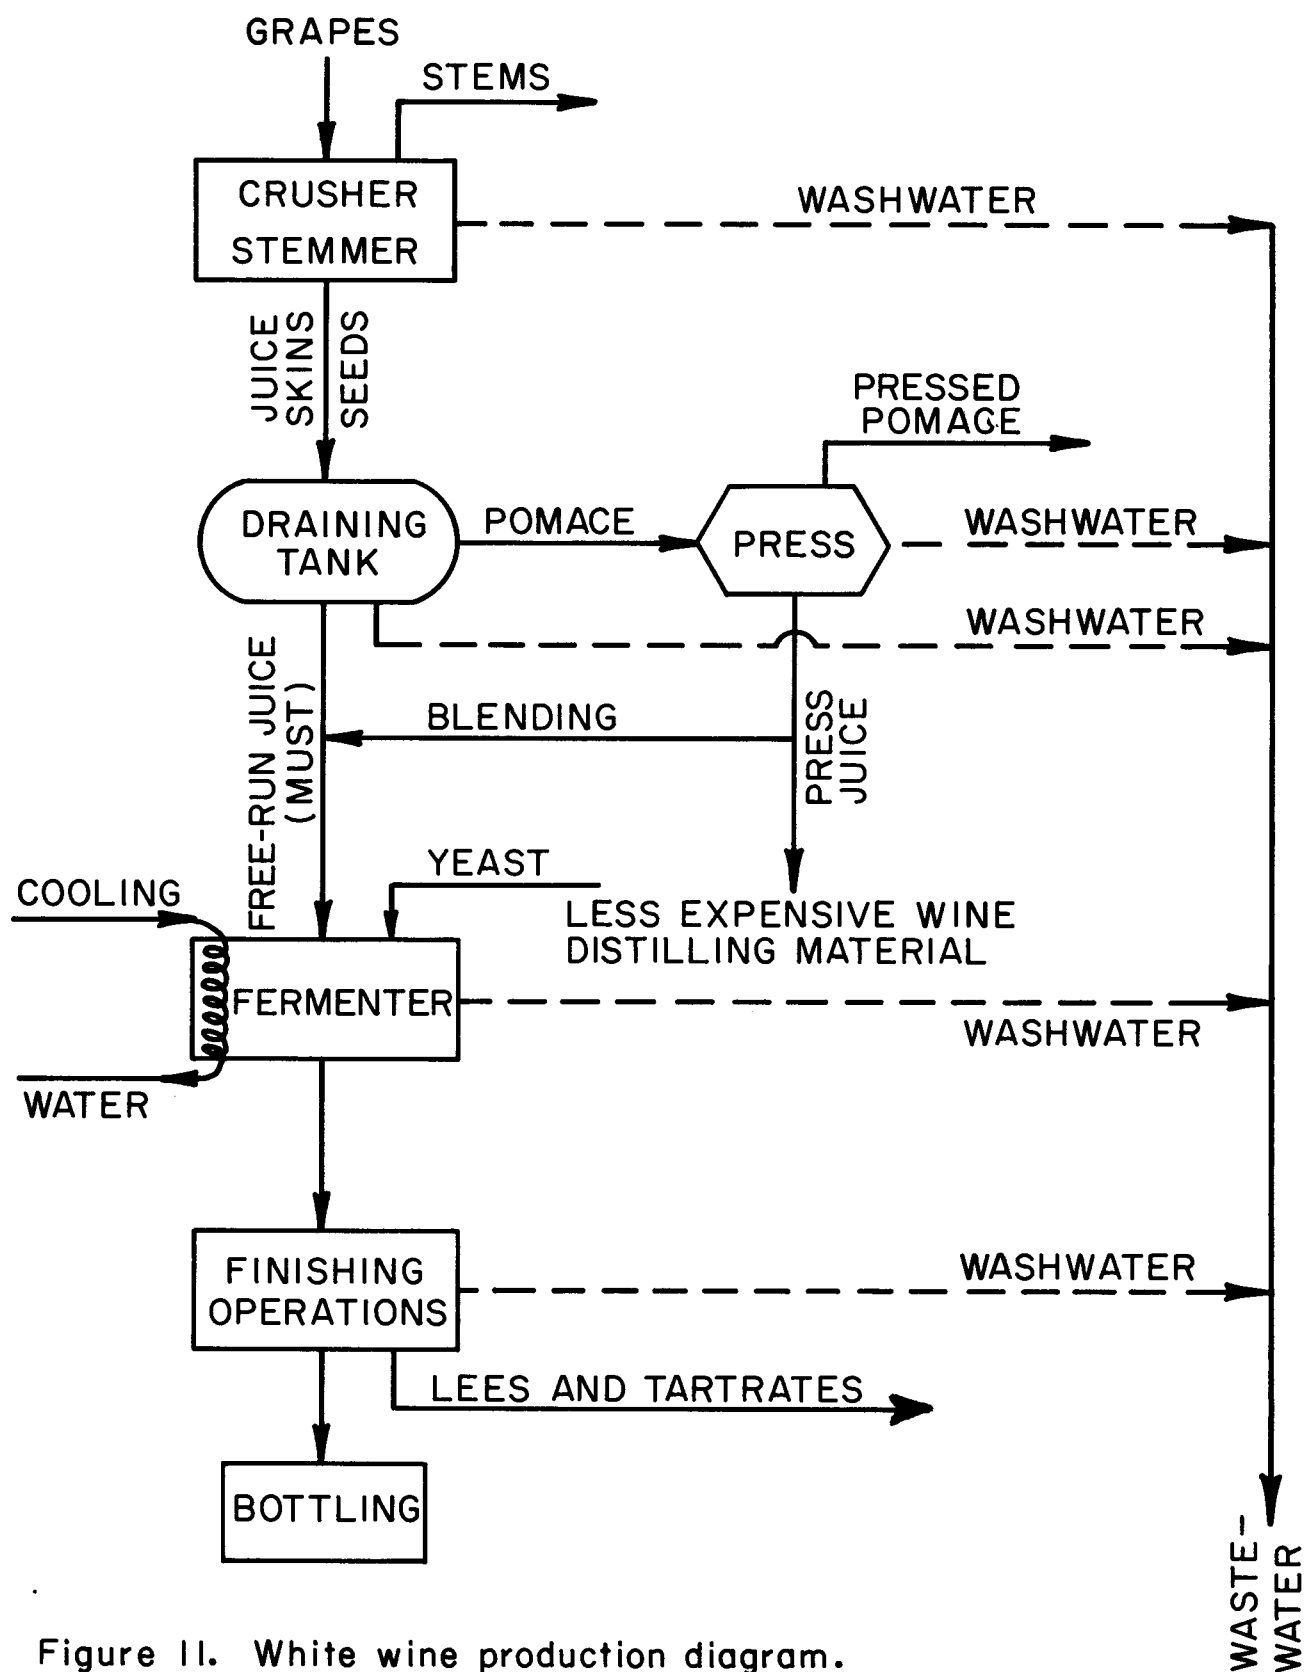 GRAPES
STEMS
CRUSHER
STEMMER
WASHWATER
JUICE
SKINS
SEEDS
PRESSED
POMACE
DRAINING
TANK
POMACE
PRESS
WASHWATER
WASHWATER
FREE-RUN JUICE
(MUST)
BLENDING
PRESS
JUICE
YEAST
COOLING
LESS EXPENSIVE WINE
DISTILLING MATERIAL
FERMENTER
WASHWATER
WATER
FINISHING
OPERATIONS
WASHWATER
LEES AND TARTRATES
BOTTLING
WASTE-
WATER
Figure 11. White wine production diagram.